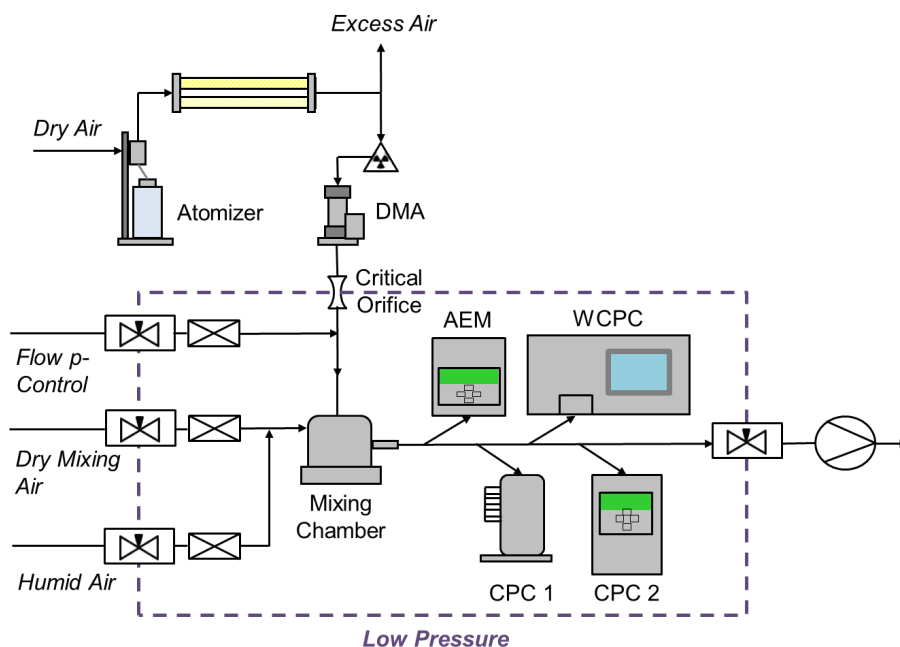 Excess Air
Dry Air
Atomizer
DMA
Critical
Orifice
AEM
WCPC
Flow p-
Control
Dry Mixing
Air
Mixing
Chamber
Humid Air
CPC 1
CPC 2
Low Pressure